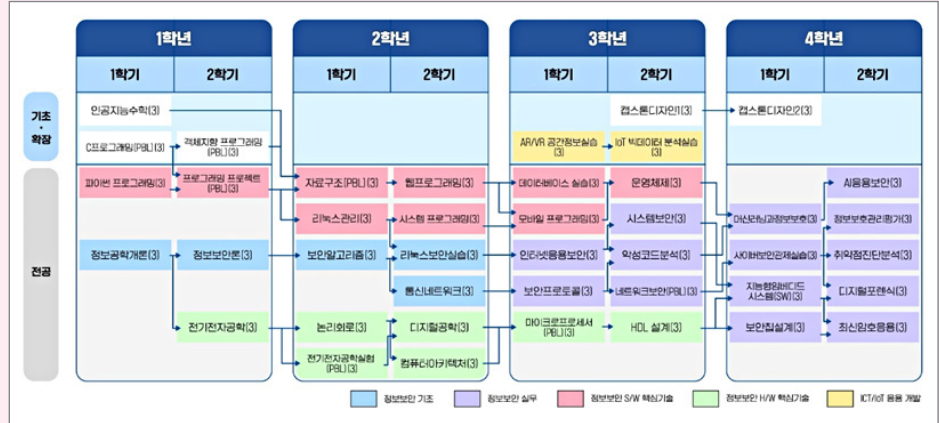 1학년 2학년 3학년 4학년
1학기 2학기 1학기 2학기 1학기 2학기 1학기 2학기
기초·확장
인공지능수학(3) 캡스톤디자인1(3) 캡스톤디자인2(3)
C프로그래밍(PBL)(3) 객체지향 프로그래밍(PBL)(3) AR/VR 공간정보실습(3) IoT 빅데이터 분석실습(3)
전공
파이썬 프로그래밍(3) 프로그래밍 프로젝트(PBL)(3) 자료구조(PBL)(3) 웹프로그래밍(3) 데이터베이스 실습(3) 운영체제(3) AI응용보안(3)
리눅스관리(3) 시스템 프로그래밍(3) 모바일 프로그래밍(3) 시스템보안(3) 머신러닝과정보보호(3) 정보보호관리평가(3)
정보공학개론(3) 정보보안론(3) 보안알고리즘(3) 리눅스보안실습(3) 인터넷응용보안(3) 악성코드분석(3) 사이버보안관제실습(3) 취약점진단분석(3)
통신네트워크(3) 보안프로토콜(3) 네트워크보안(PBL)(3) 지능형임베디드시스템(SW)(3) 디지털포렌식(3)
전기전자공학(3) 논리회로(3) 디지털공학(3) 마이크로프로세서(PBL)(3) HDL 설계(3) 보안칩설계(3) 최신암호응용(3)
전기전자공학실험(PBL)(3) 컴퓨터아키텍처(3)
정보보안 기초 정보보안 실무 정보보안 S/W 핵심기술 정보보안 H/W 핵심기술 ICT/IoT 응용 개발